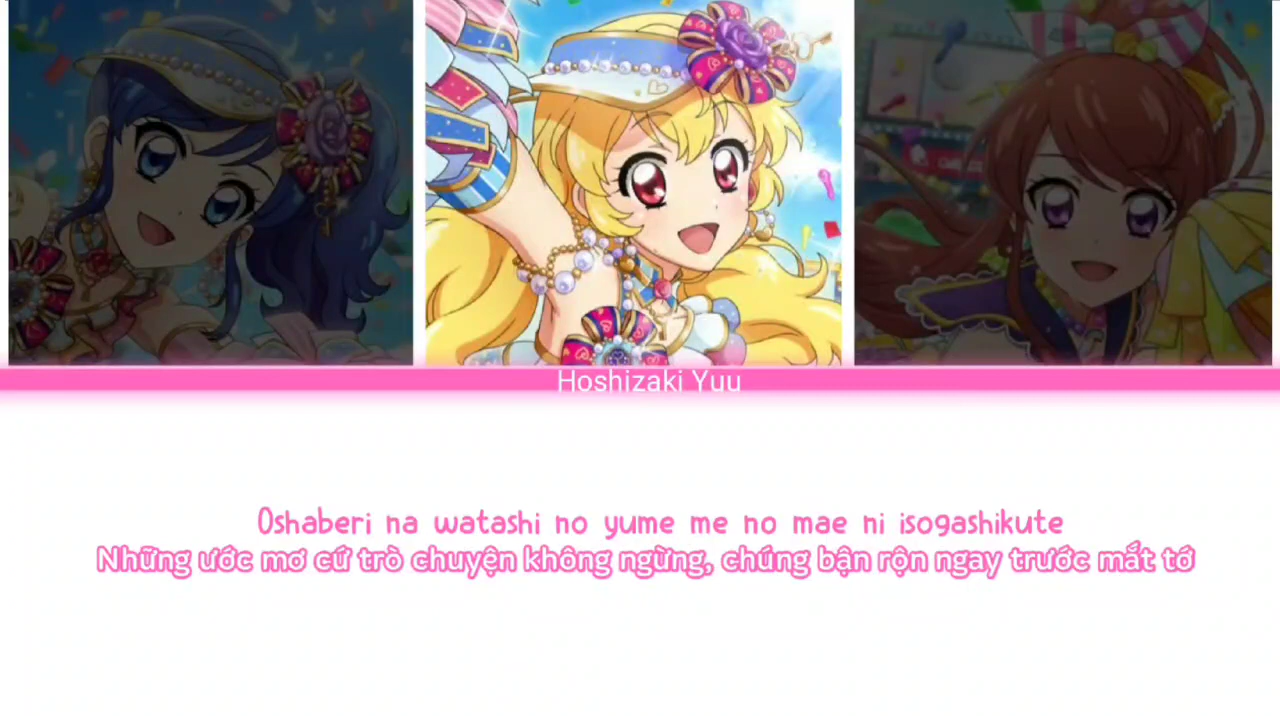 Hoshizaki Yuu
Oshaberi na watashi no yume me no mae ni isogashikute
Những ước mơ cứ trò chuyện không ngừng, chúng bận rộn ngay trước mắt tớ